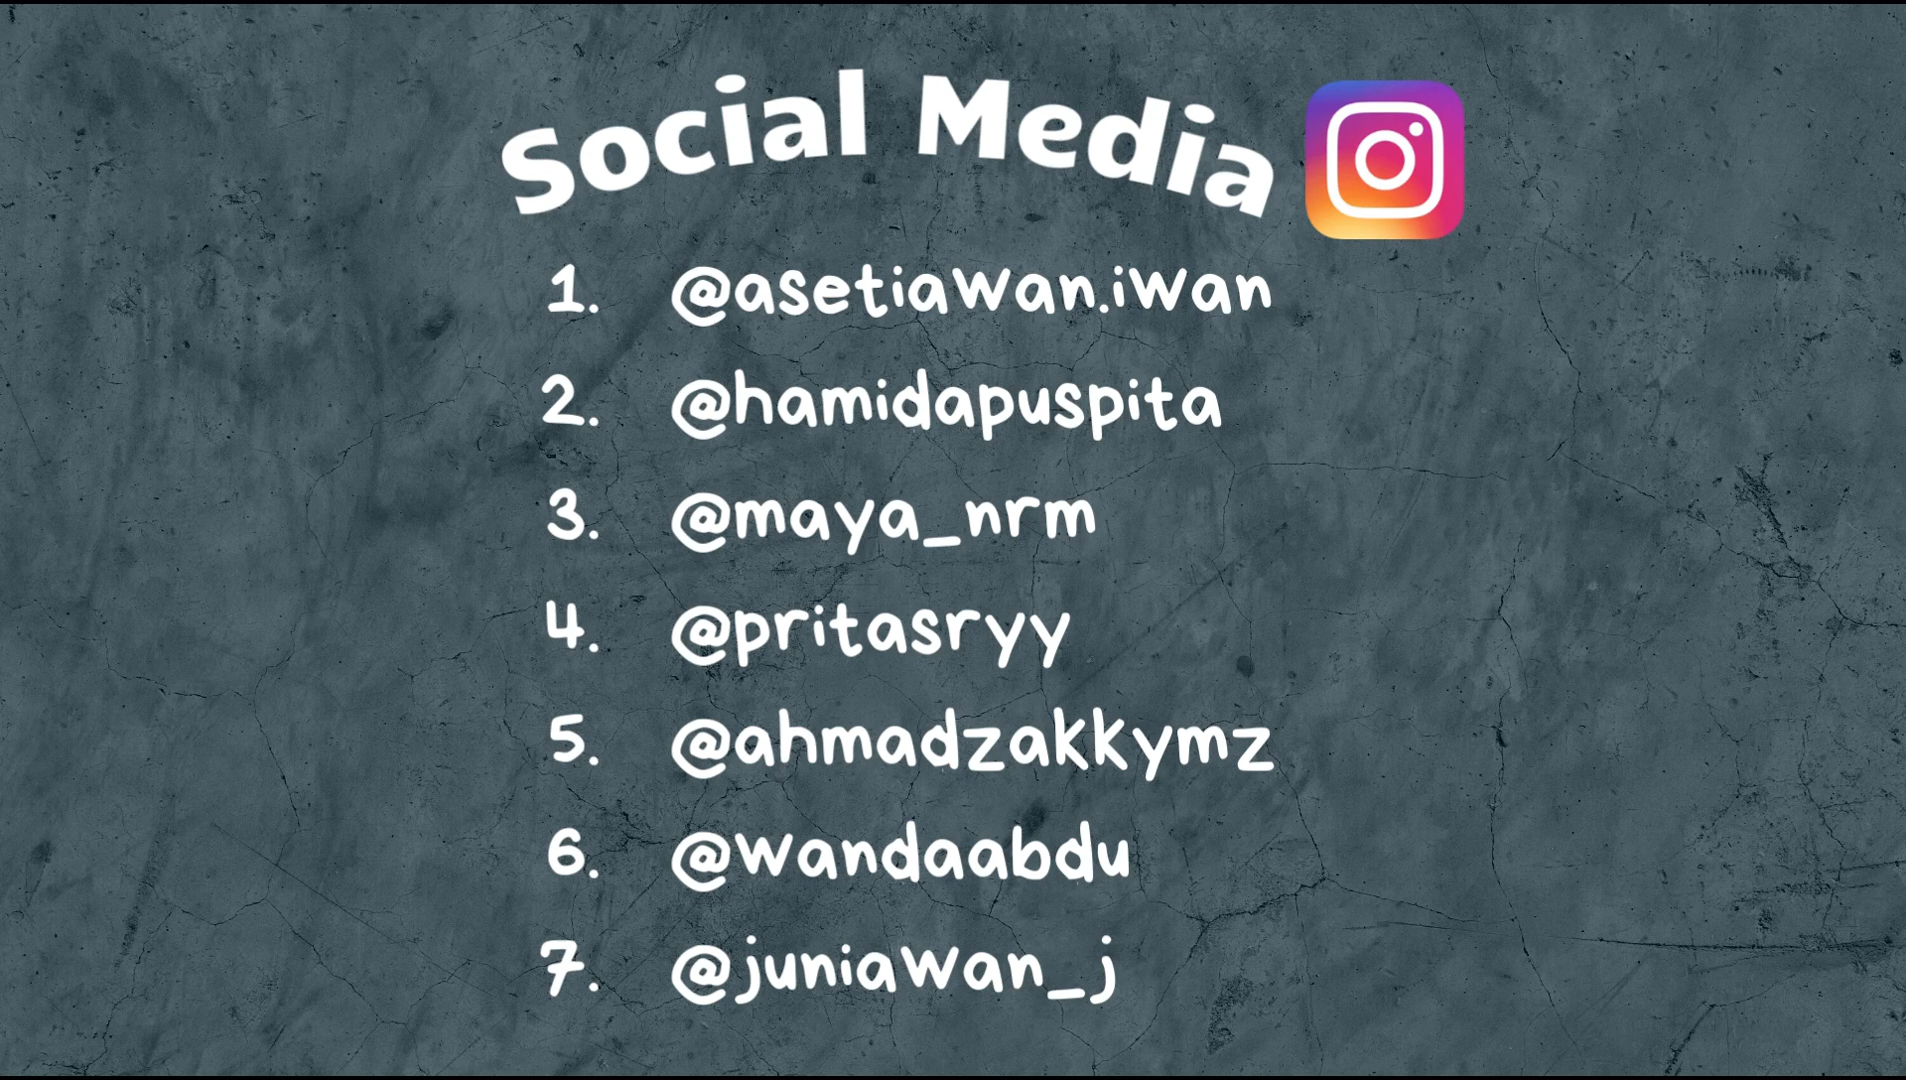 Social Media
1. @asetiawan.iwan
2. @hamidapuspita
3. @maya_nrm
4. @pritasryy
5. @ahmadzakkymz
6. @wandaabdu
7. @juniawan_j